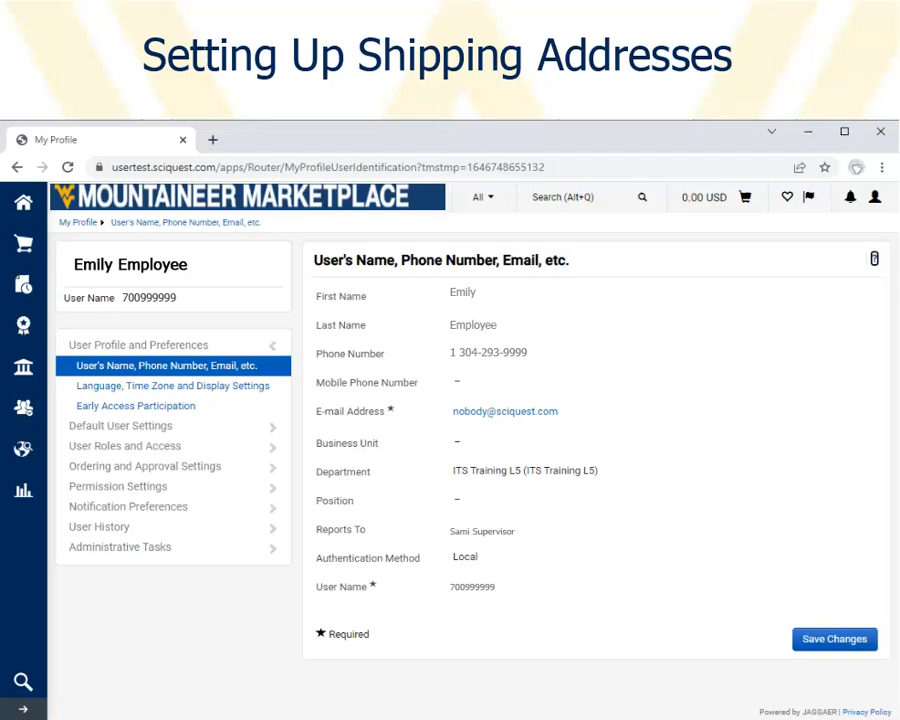 Setting Up Shipping Addresses
My Profile
usertest.sciquest.com/apps/Router/MyProfileUserIdentification?tmstmp=1646748655132
MOUNTAINEER MARKETPLACE
All
Search (Alt+Q)
0.00 USD
My Profile
User's Name, Phone Number, Email, etc.
Emily Employee
User Name 700999999
User Profile and Preferences
User's Name, Phone Number, Email, etc.
Language, Time Zone and Display Settings
Early Access Participation
Default User Settings
User Roles and Access
Ordering and Approval Settings
Permission Settings
Notification Preferences
User History
Administrative Tasks
User's Name, Phone Number, Email, etc.
?
First Name Emily
Last Name Employee
Phone Number 1 304-293-9999
Mobile Phone Number –
E-mail Address ★ nobody@sciquest.com
Business Unit –
Department ITS Training L5 (ITS Training L5)
Position –
Reports To Sami Supervisor
Authentication Method Local
User Name ★ 700999999
★ Required
Save Changes
Powered by JAGGAER | Privacy Policy